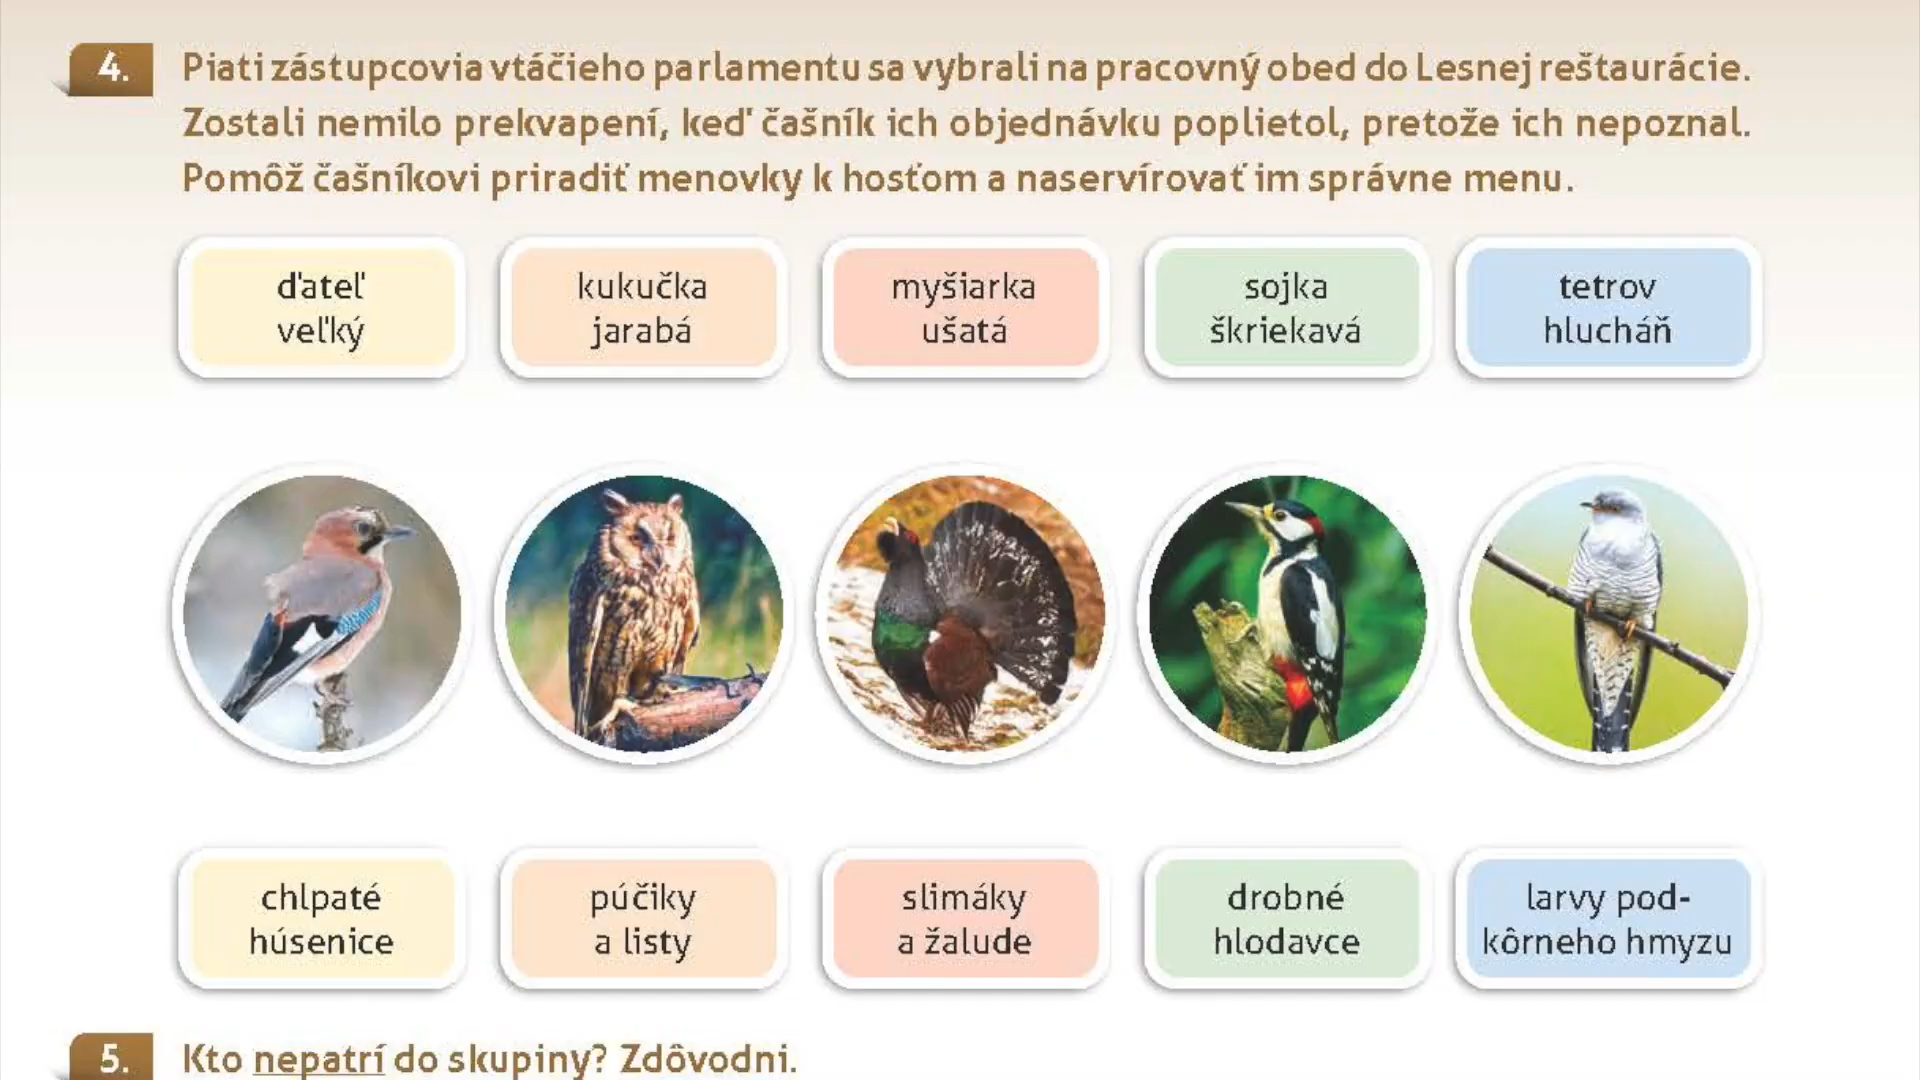 4. Piati zástupcovia vtáčieho parlamentu sa vybrali na pracovný obed do Lesnej reštaurácie.
Zostali nemilo prekvapení, keď čašník ich objednávku poplietol, pretože ich nepoznal.
Pomôž čašníkovi priradiť menovky k hosťom a naservírovať im správne menu.
ďateľ
veľký
kukučka
jarabá
myšiarka
ušatá
sojka
škriekavá
tetrov
hlucháň
chlpaté
húsenice
púčiky
a listy
slimáky
a žalude
drobné
hlodavce
larvy pod-
kôrneho hmyzu
5. Kto nepatrí do skupiny? Zdôvodni.